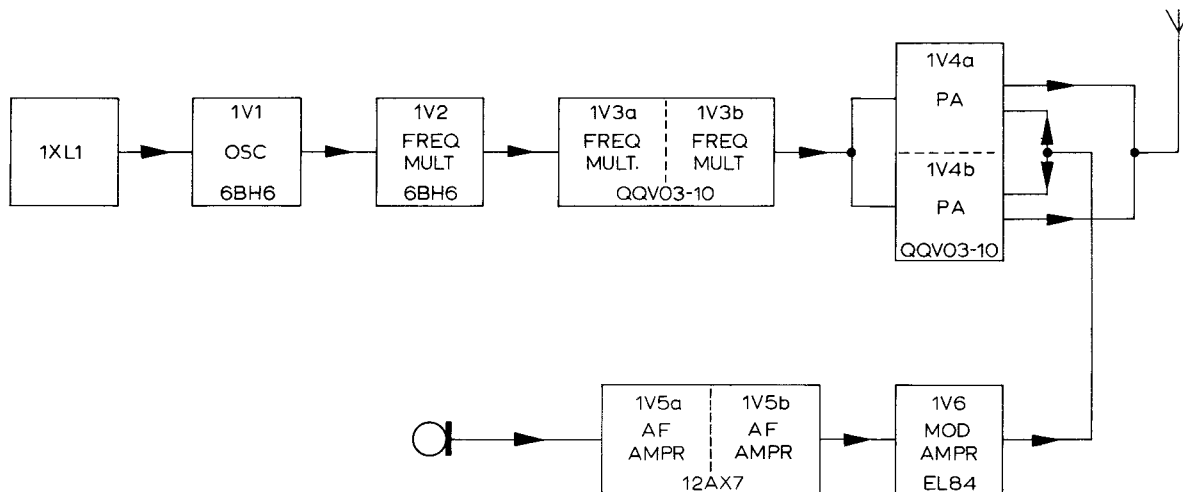 1XL1
1V1
OSC
6BH6
1V2
FREQ
MULT
6BH6
1V3a
FREQ
MULT.
1V3b
FREQ
MULT
QQV03-10
1V4a
PA
1V4b
PA
QQV03-10
1V5a
AF
AMPR
1V5b
AF
AMPR
12AX7
1V6
MOD
AMPR
EL84